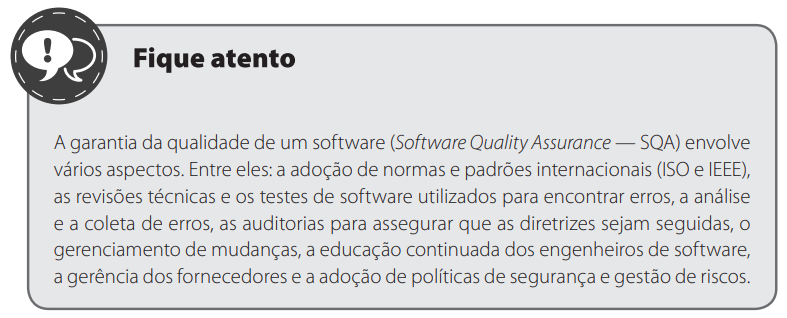 Fique atento
A garantia da qualidade de um software (Software Quality Assurance — SQA) envolve
vários aspectos. Entre eles: a adoção de normas e padrões internacionais (ISO e IEEE),
as revisões técnicas e os testes de software utilizados para encontrar erros, a análise
e a coleta de erros, as auditorias para assegurar que as diretrizes sejam seguidas, o
gerenciamento de mudanças, a educação continuada dos engenheiros de software,
a gerência dos fornecedores e a adoção de políticas de segurança e gestão de riscos.